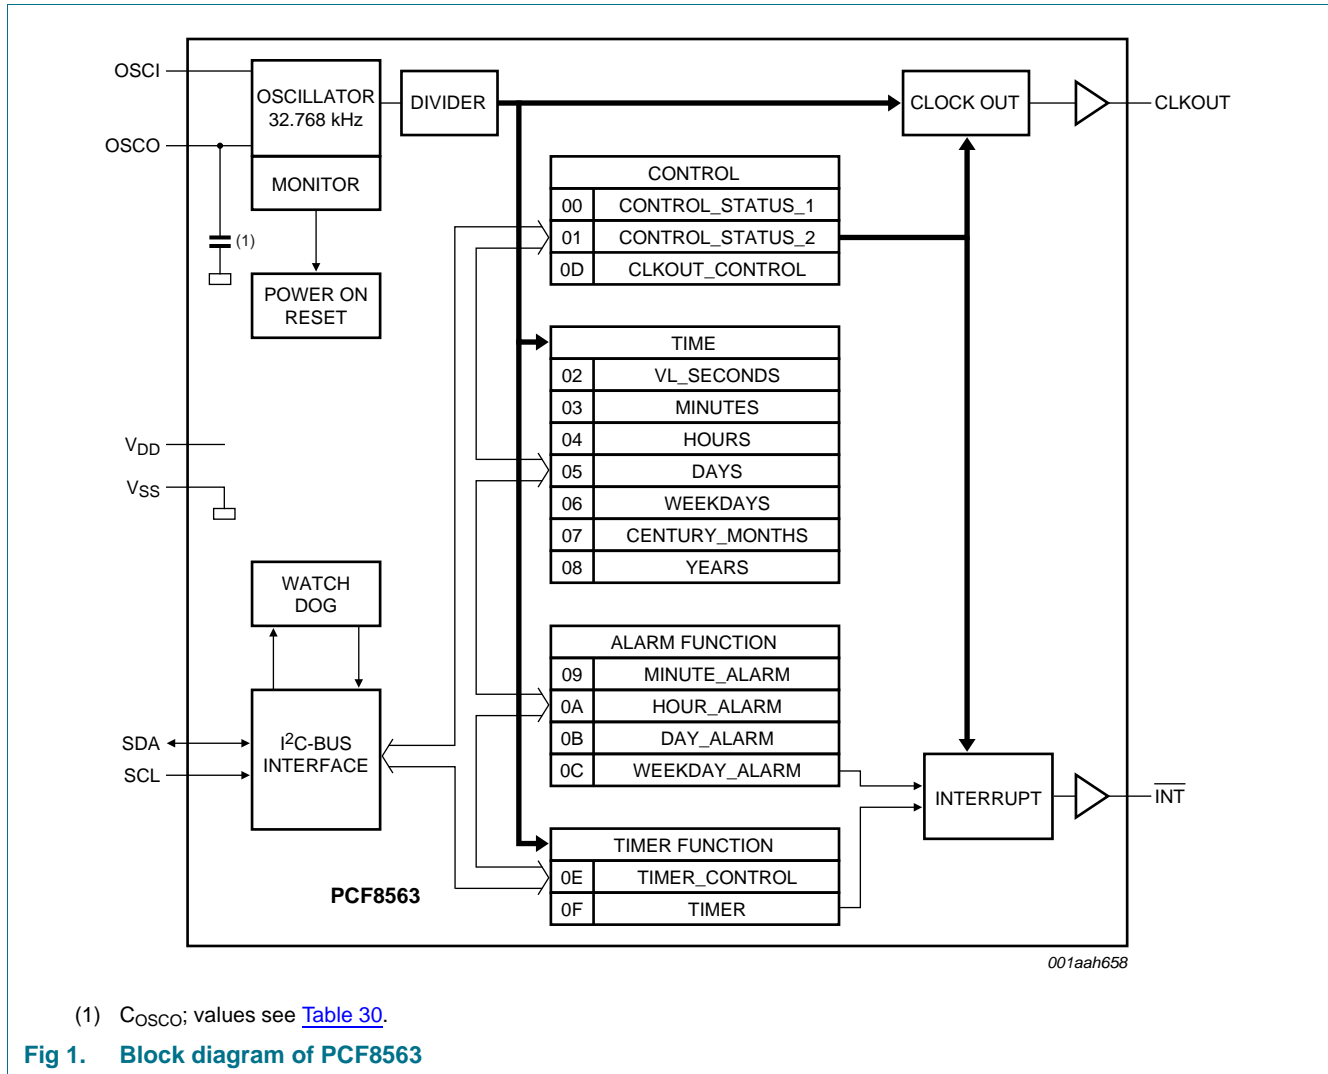 OSCI
OSCO
OSCILLATOR
32.768 kHz
MONITOR
DIVIDER
CLOCK OUT
CLKOUT
(1)
POWER ON
RESET
CONTROL
00 CONTROL_STATUS_1
01 CONTROL_STATUS_2
0D CLKOUT_CONTROL
TIME
02 VL_SECONDS
03 MINUTES
04 HOURS
05 DAYS
06 WEEKDAYS
07 CENTURY_MONTHS
08 YEARS
VDD
VSS
WATCH
DOG
ALARM FUNCTION
09 MINUTE_ALARM
0A HOUR_ALARM
0B DAY_ALARM
0C WEEKDAY_ALARM
SDA
SCL
I2C-BUS
INTERFACE
INTERRUPT
INT
TIMER FUNCTION
0E TIMER_CONTROL
0F TIMER
PCF8563
001aah658
(1) COSCO; values see Table 30.
Fig 1. Block diagram of PCF8563